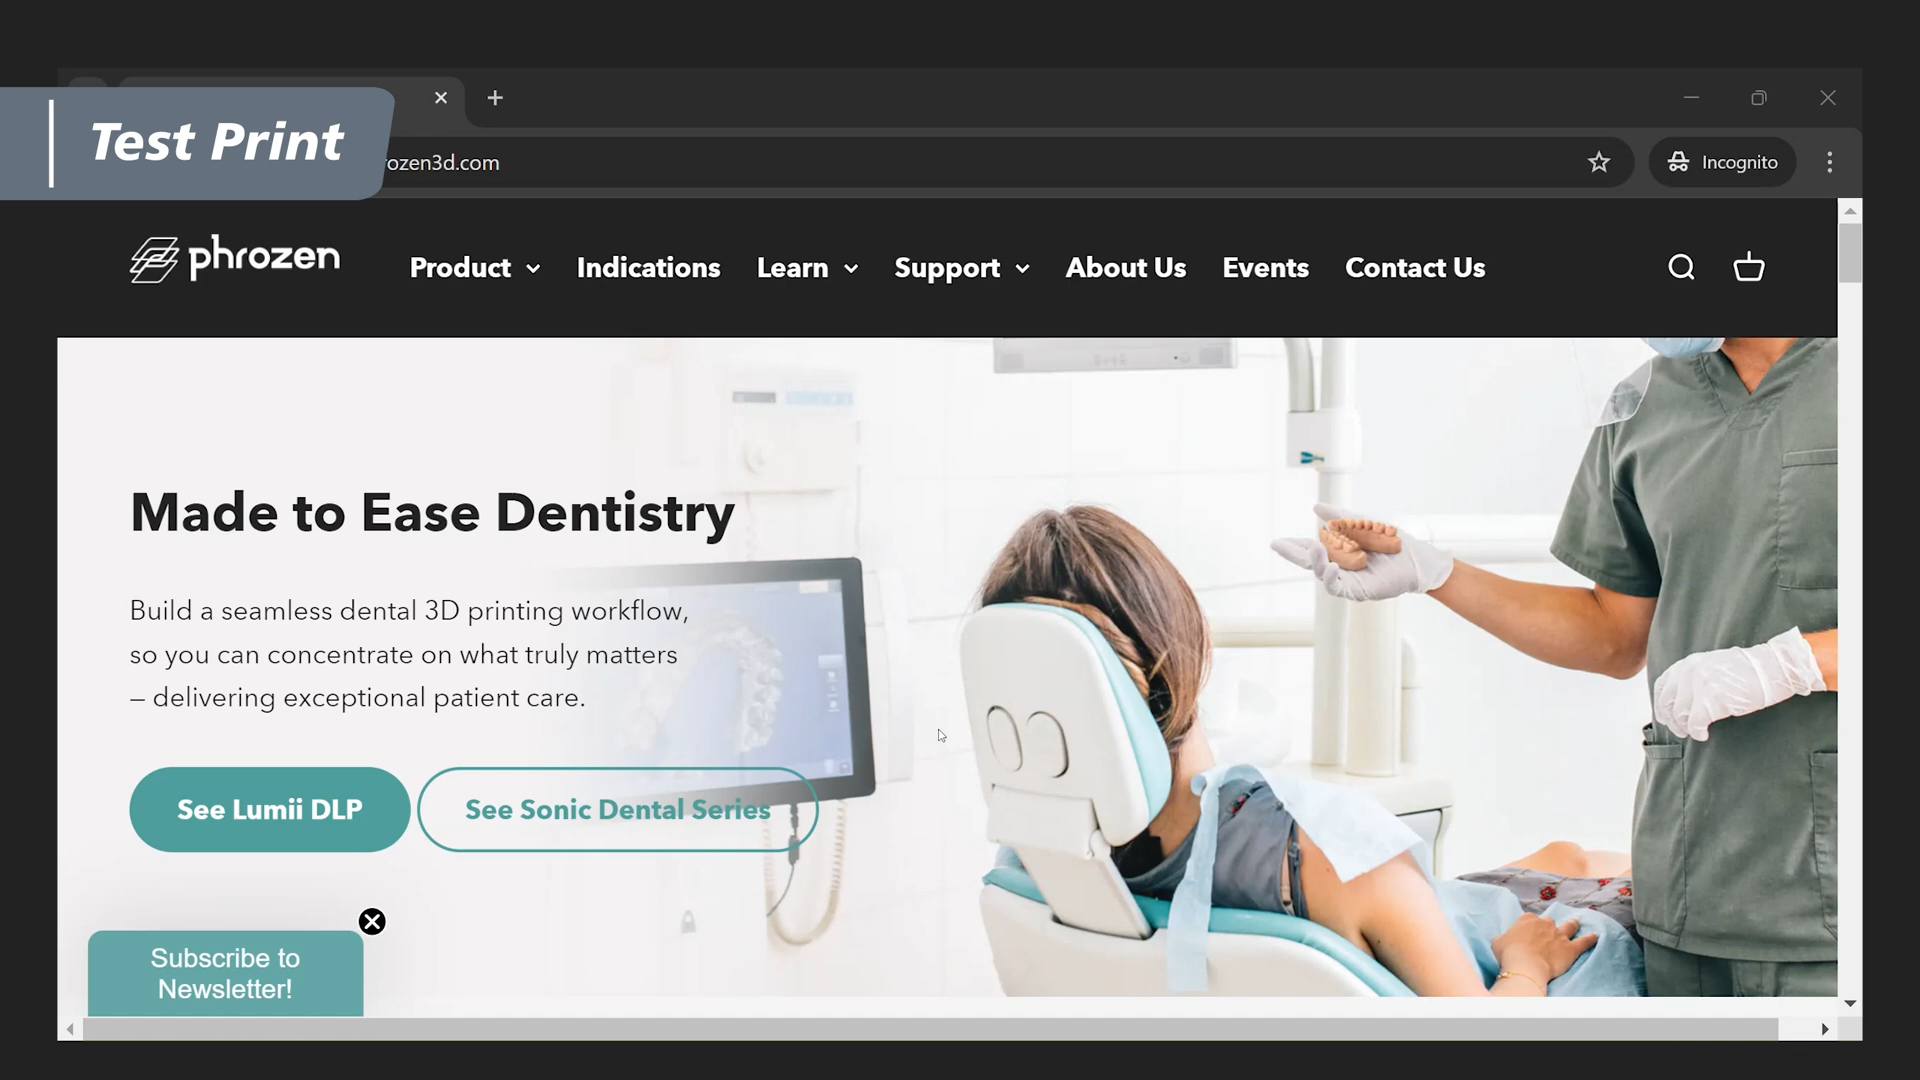 Test Print
rozen3d.com
Incognito
phrozen
Product
Indications
Learn
Support
About Us
Events
Contact Us
Made to Ease Dentistry
Build a seamless dental 3D printing workflow,
so you can concentrate on what truly matters
– delivering exceptional patient care.
See Lumii DLP
See Sonic Dental Series
Subscribe to
Newsletter!